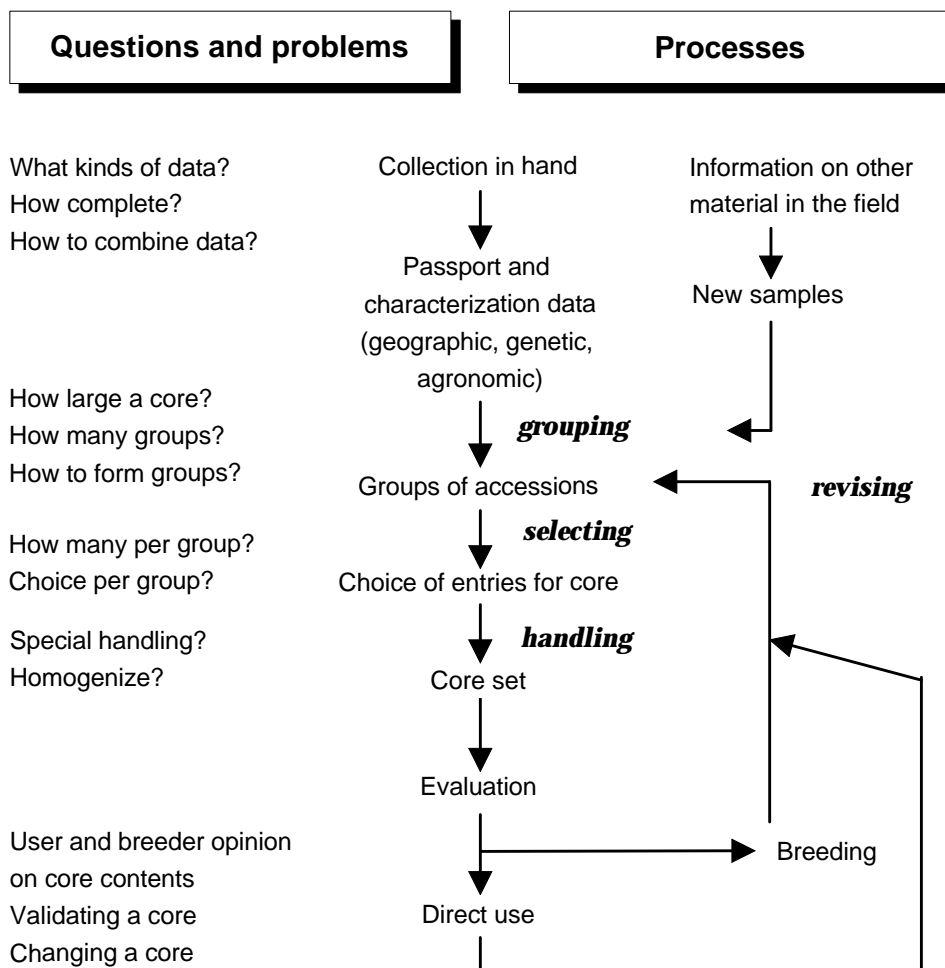 Questions and problems
Processes
What kinds of data?
How complete?
How to combine data?
Collection in hand
Information on other
material in the field
Passport and
characterization data
(geographic, genetic,
agronomic)
New samples
How large a core?
How many groups?
How to form groups?
grouping
Groups of accessions
revising
selecting
How many per group?
Choice per group?
Choice of entries for core
handling
Special handling?
Homogenize?
Core set
Evaluation
User and breeder opinion
on core contents
Validating a core
Changing a core
Breeding
Direct use